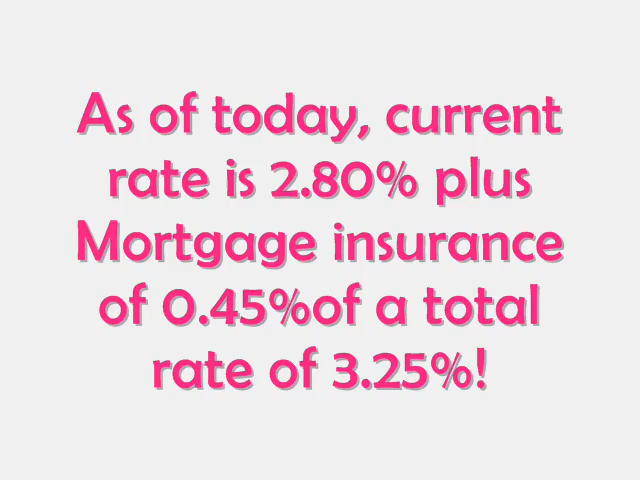 As of today, current
rate is 2.80% plus
Mortgage insurance
of 0.45%of a total
rate of 3.25%!